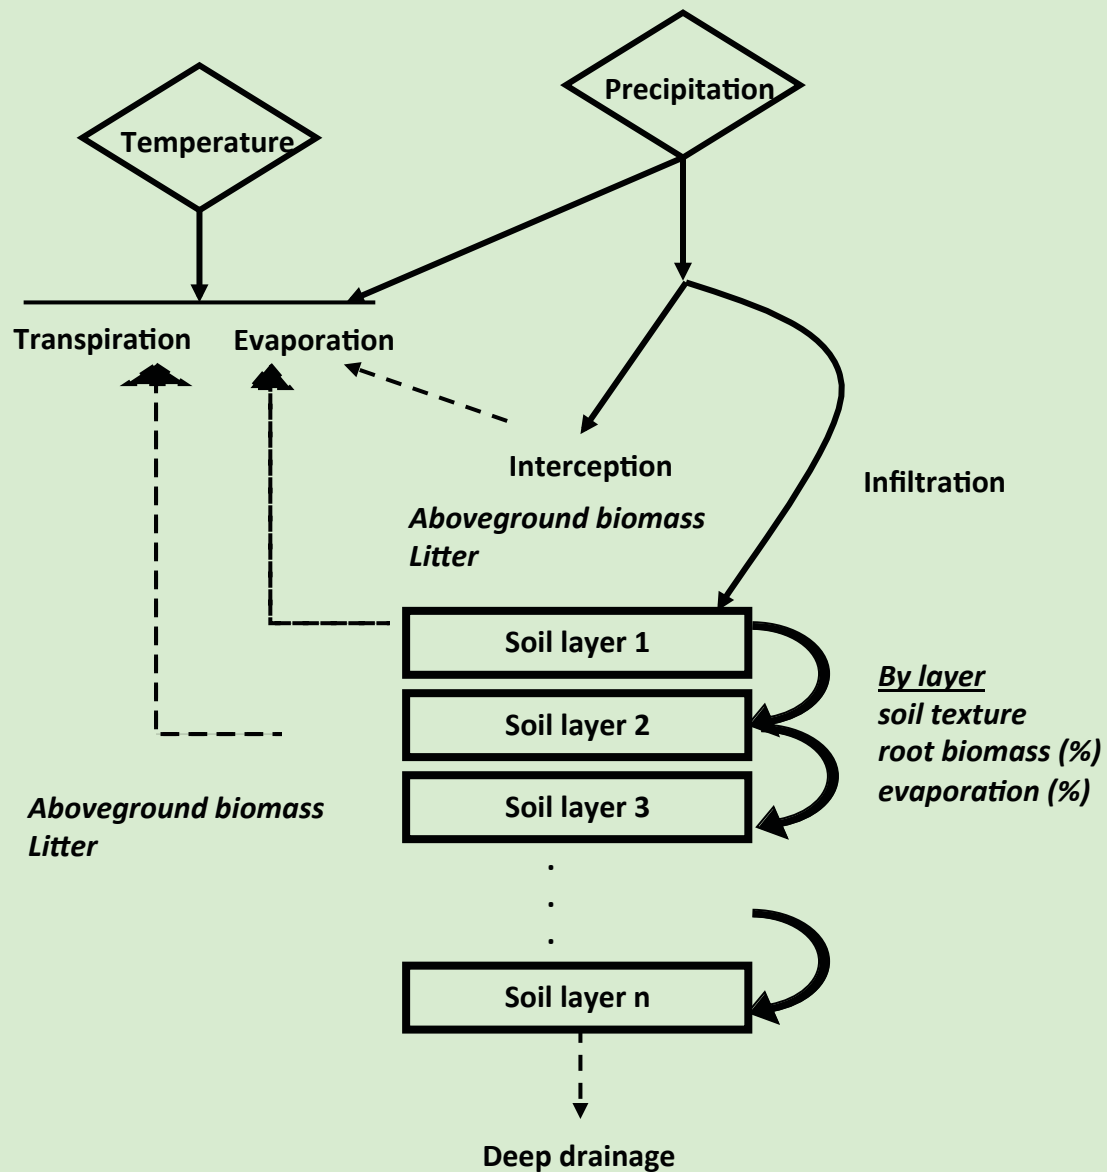 Precipitation
Temperature
Transpiration
Evaporation
Interception
Infiltration
Aboveground biomass
Litter
Soil layer 1
Soil layer 2
Soil layer 3
.
.
.
Soil layer n
By layer
soil texture
root biomass (%)
evaporation (%)
Aboveground biomass
Litter
Deep drainage